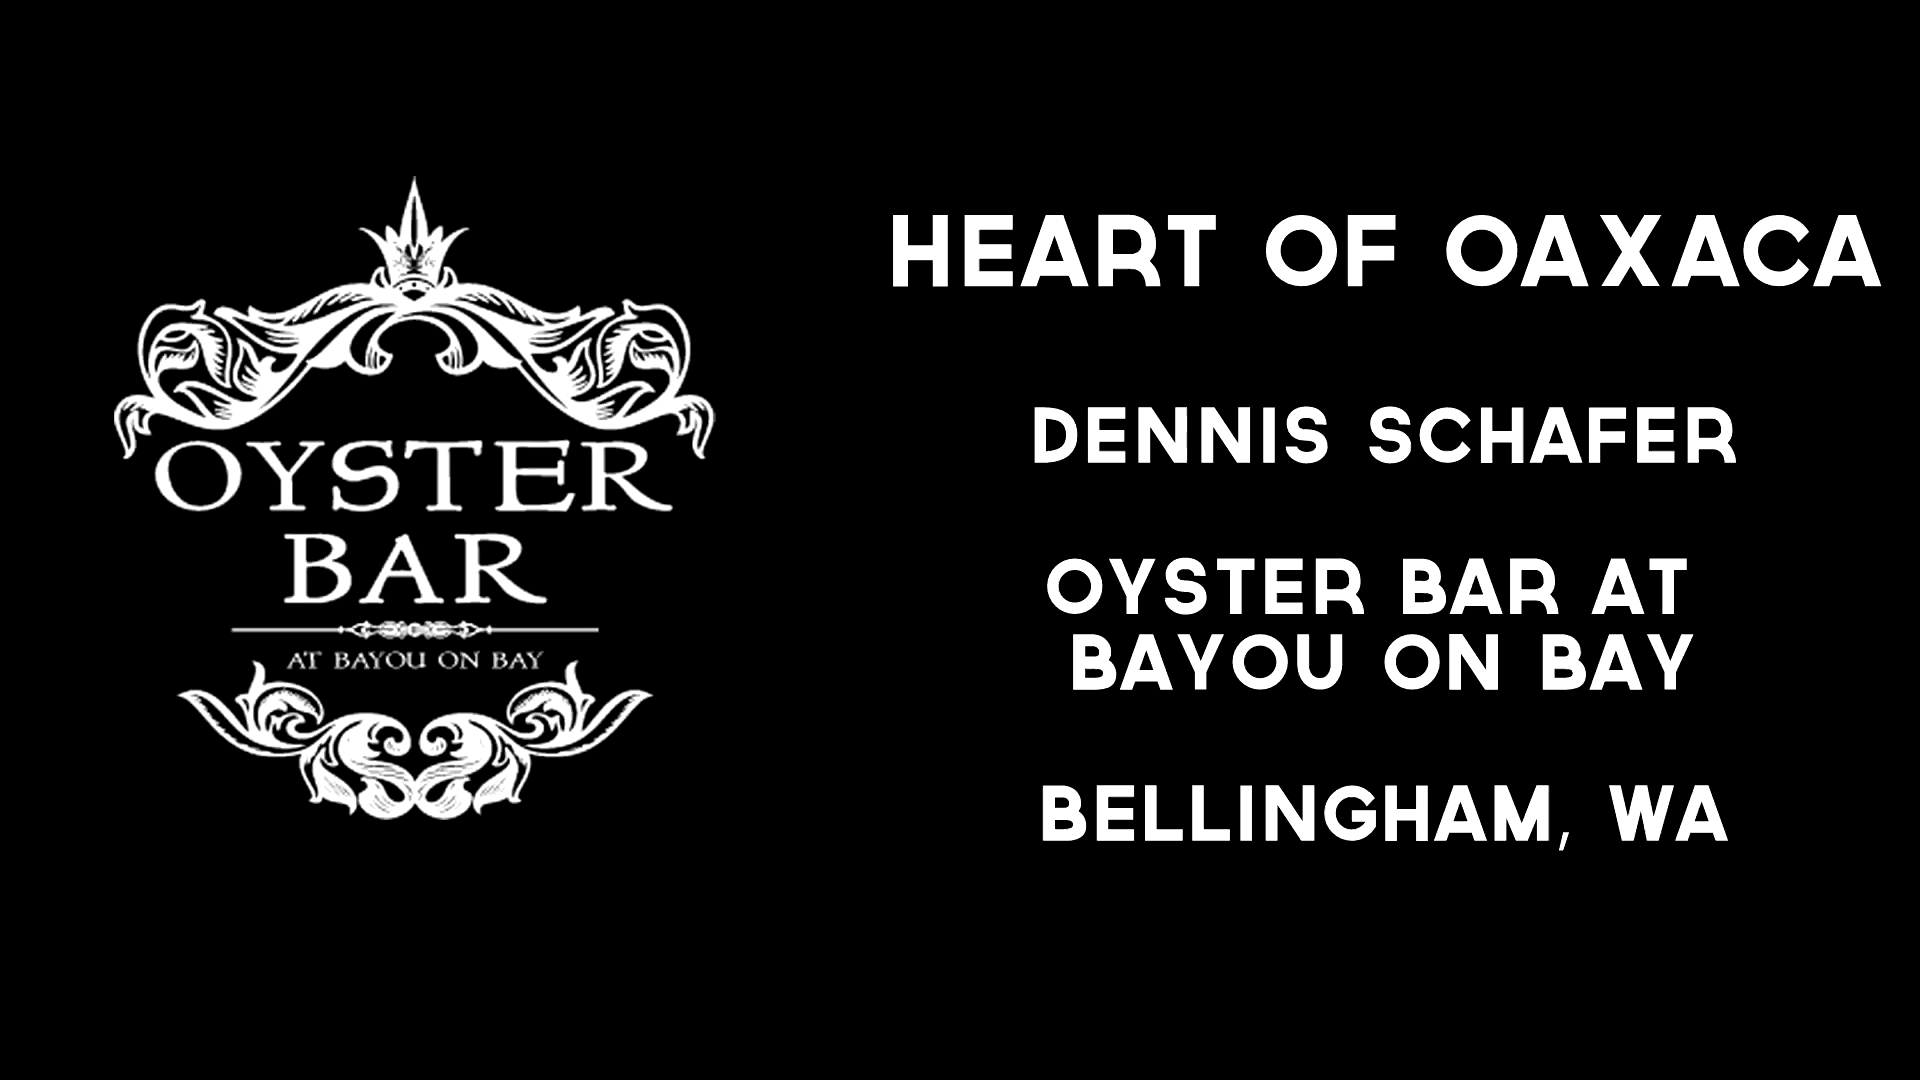 OYSTER
BAR
AT BAYOU ON BAY
HEART OF OAXACA
DENNIS SCHAFER
OYSTER BAR AT
BAYOU ON BAY
BELLINGHAM, WA